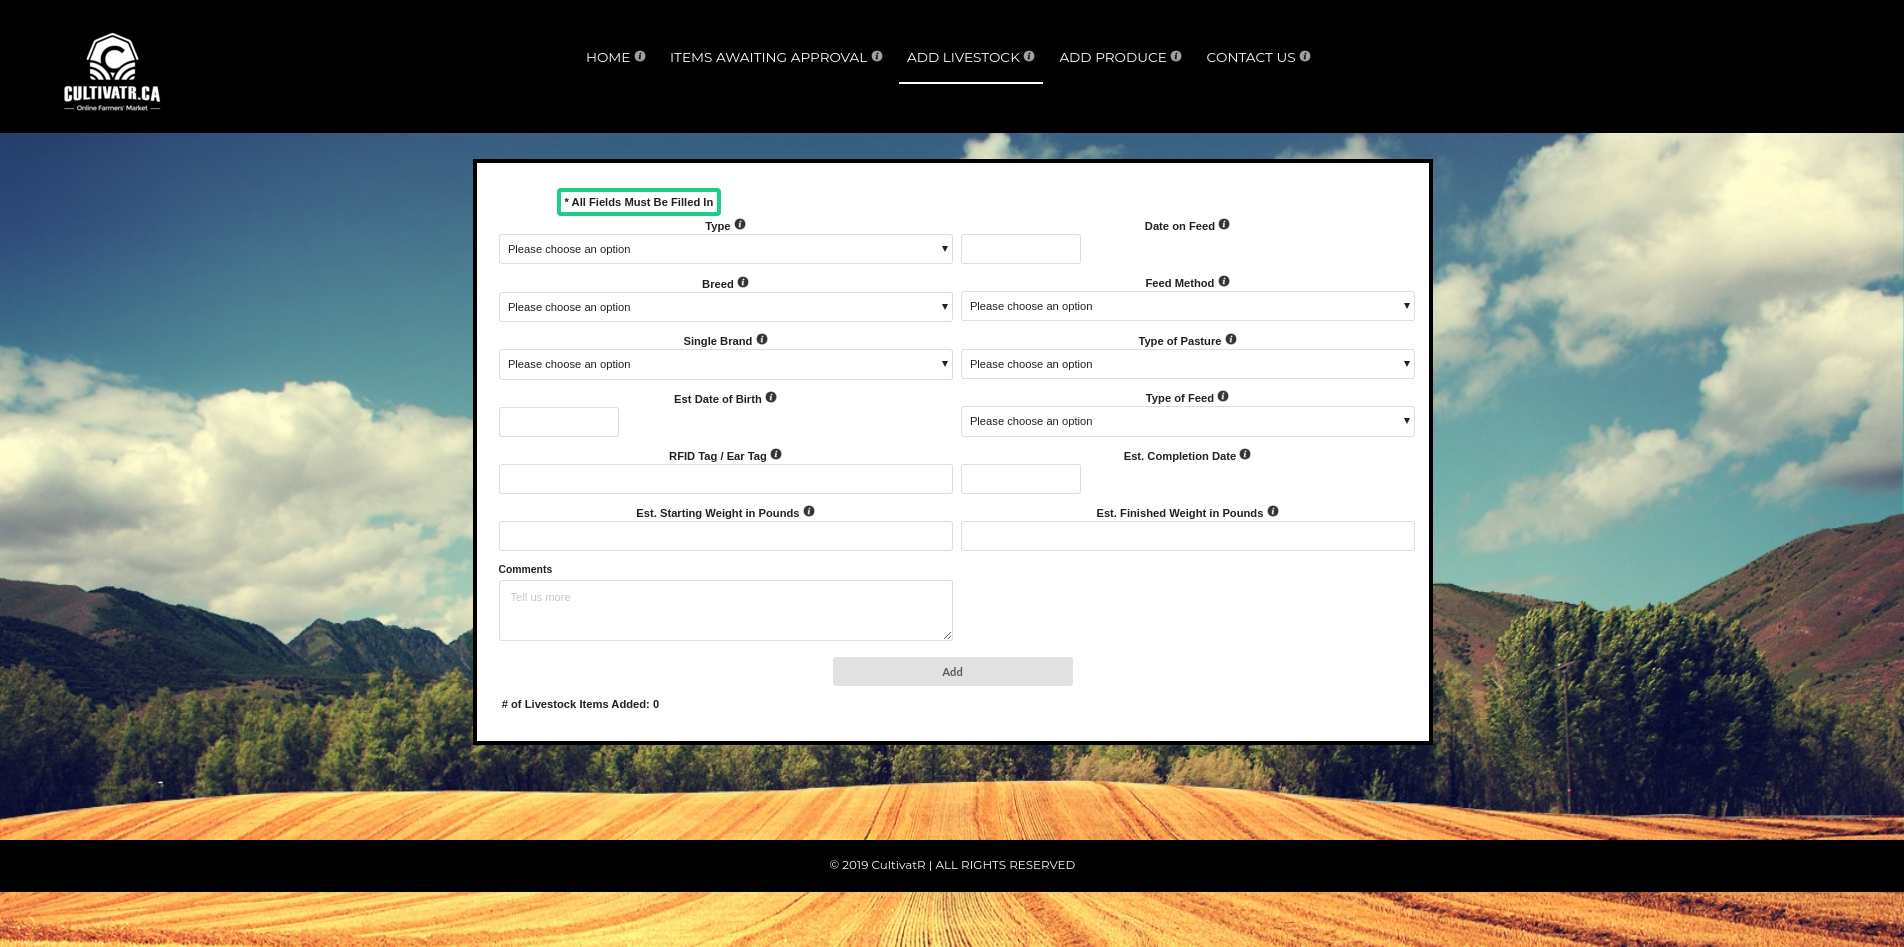 CULTIVATR.CA
Online Farmers' Market
HOME
ITEMS AWAITING APPROVAL
ADD LIVESTOCK
ADD PRODUCE
CONTACT US
* All Fields Must Be Filled In
Type
Please choose an option
Date on Feed
Breed
Please choose an option
Feed Method
Please choose an option
Single Brand
Please choose an option
Type of Pasture
Please choose an option
Est Date of Birth
Type of Feed
Please choose an option
RFID Tag / Ear Tag
Est. Completion Date
Est. Starting Weight in Pounds
Est. Finished Weight in Pounds
Comments
Tell us more
Add
# of Livestock Items Added: 0
© 2019 CultivatR | ALL RIGHTS RESERVED